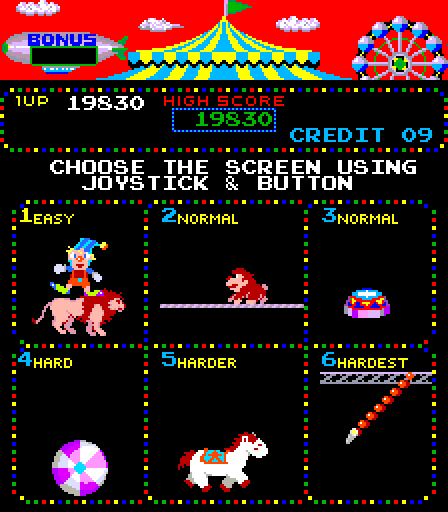 BONUS
1UP 19830 HIGH SCORE
19830
CREDIT 09
CHOOSE THE SCREEN USING
JOYSTICK & BUTTON
1EASY 2NORMAL 3NORMAL
4HARD 5HARDER 6HARDEST